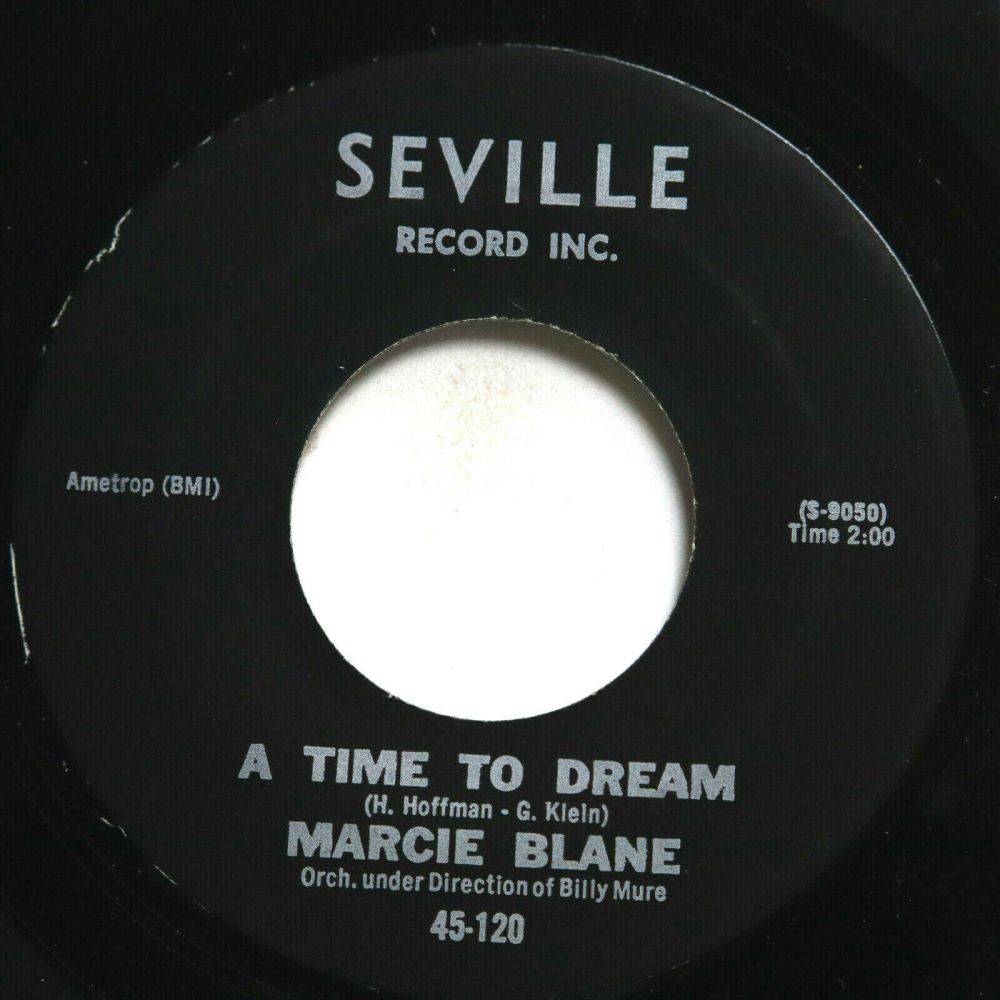 SEVILLE
RECORD INC.
Ametrop (BMI)
(S-9050)
Time 2:00
A TIME TO DREAM
(H. Hoffman - G. Klein)
MARCIE BLANE
Orch. under Direction of Billy Mure
45-120